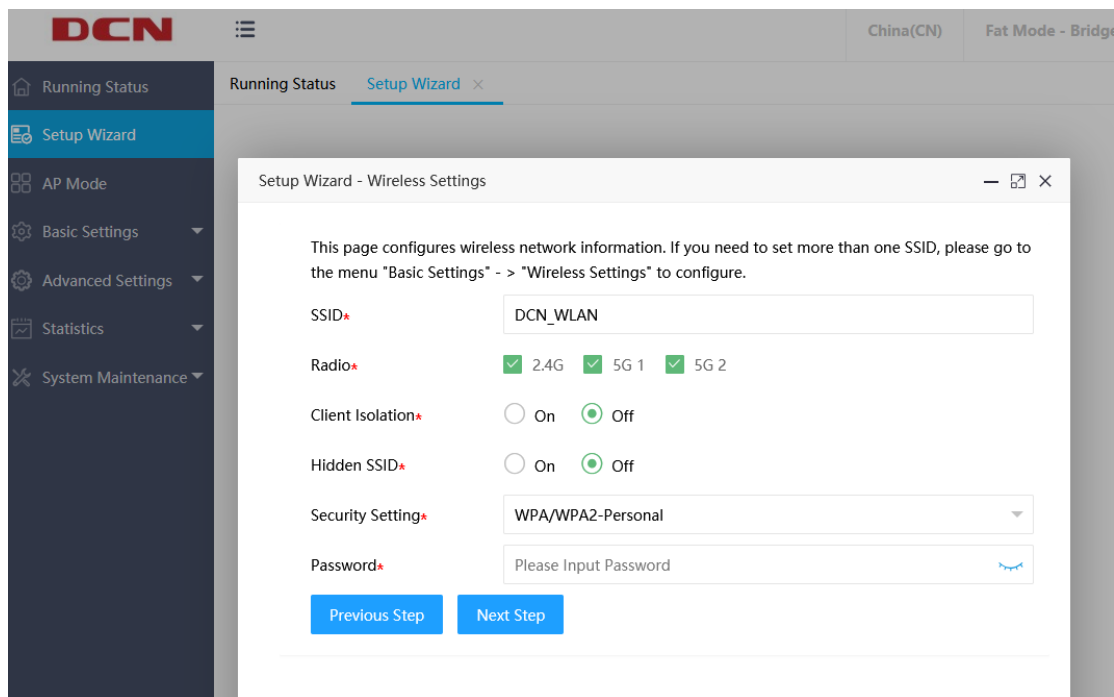 DCN
China(CN)
Fat Mode - Bridge
Running Status
Setup Wizard
AP Mode
Basic Settings
Advanced Settings
Statistics
System Maintenance
Running Status
Setup Wizard
Setup Wizard - Wireless Settings
This page configures wireless network information. If you need to set more than one SSID, please go to
the menu "Basic Settings" - > "Wireless Settings" to configure.
SSID* DCN_WLAN
Radio* 2.4G 5G 1 5G 2
Client Isolation* On Off
Hidden SSID* On Off
Security Setting* WPA/WPA2-Personal
Password* Please Input Password
Previous Step Next Step